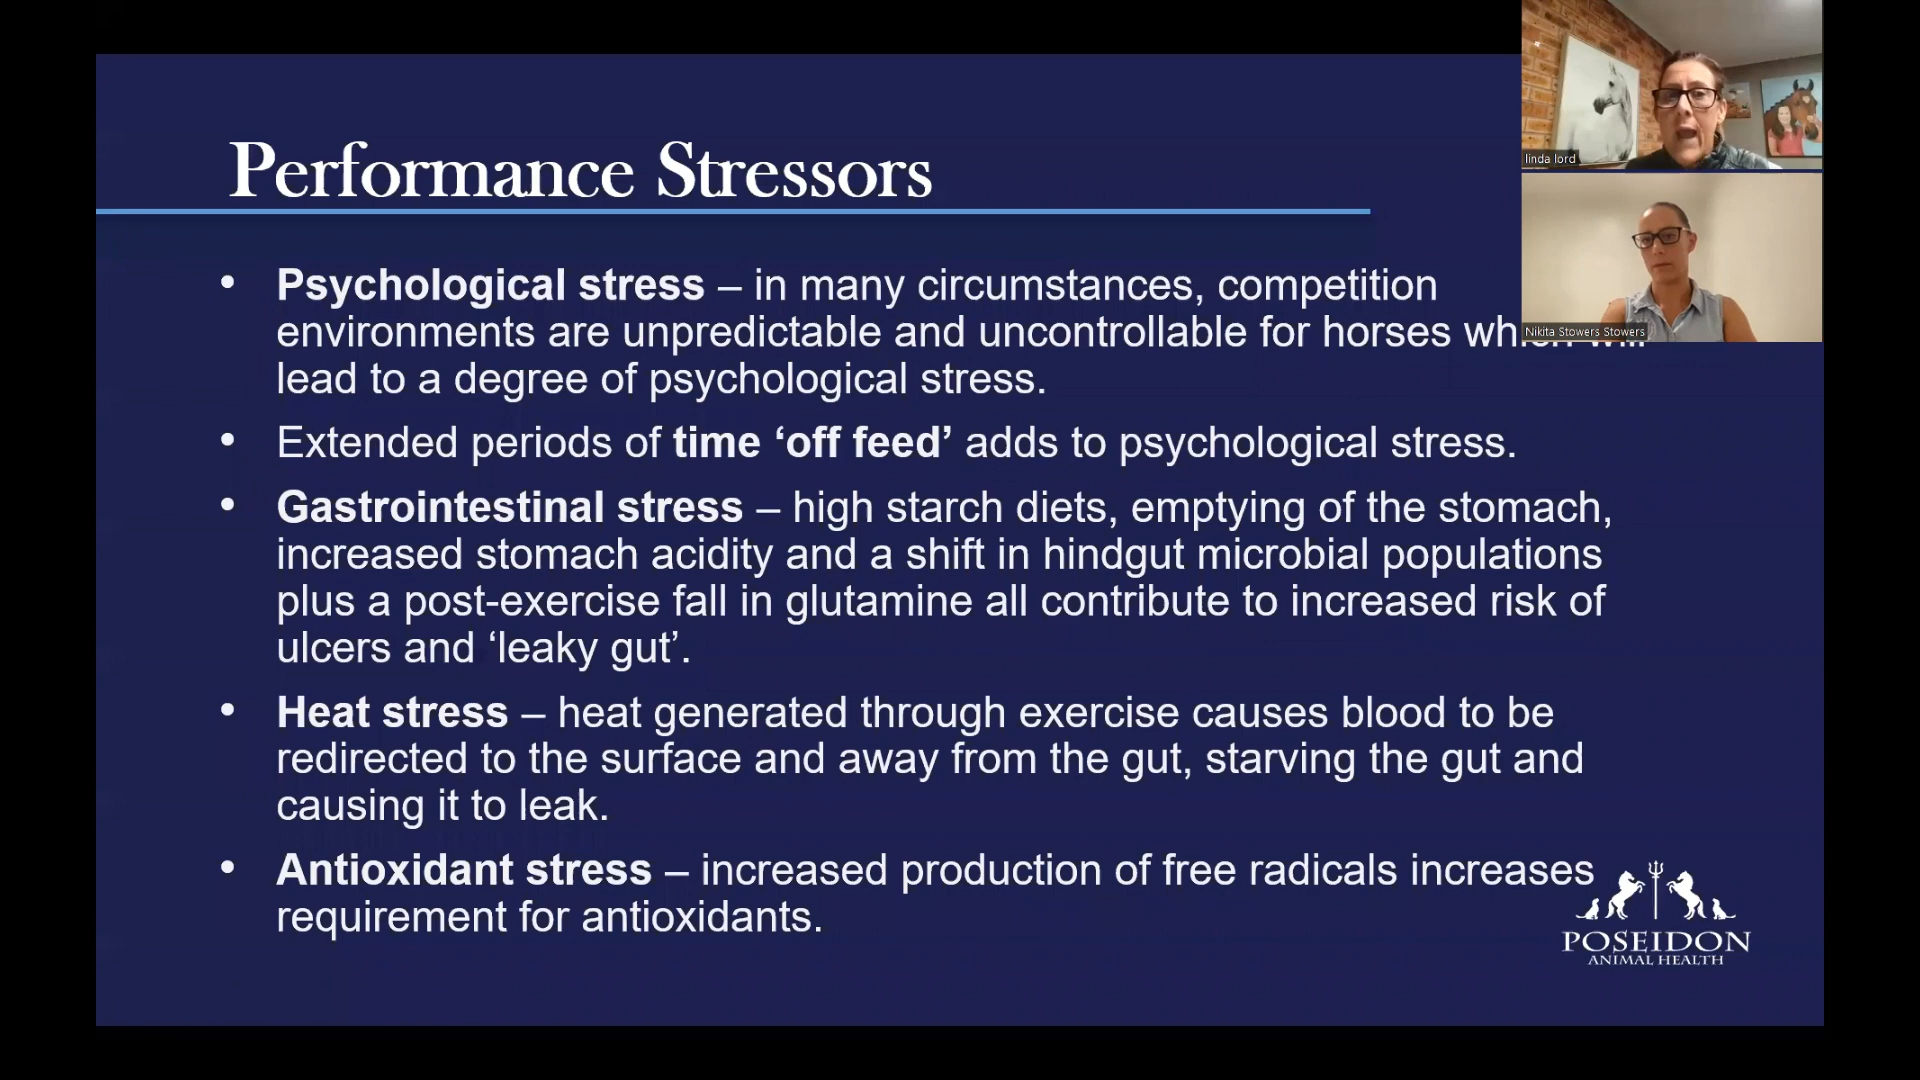 Performance Stressors
• Psychological stress – in many circumstances, competition
environments are unpredictable and uncontrollable for horses which will
lead to a degree of psychological stress.
• Extended periods of time ‘off feed’ adds to psychological stress.
• Gastrointestinal stress – high starch diets, emptying of the stomach,
increased stomach acidity and a shift in hindgut microbial populations
plus a post-exercise fall in glutamine all contribute to increased risk of
ulcers and ‘leaky gut’.
• Heat stress – heat generated through exercise causes blood to be
redirected to the surface and away from the gut, starving the gut and
causing it to leak.
• Antioxidant stress – increased production of free radicals increases
requirement for antioxidants.
linda lord
Nikita Stowers Stowers
POSEIDON
ANIMAL HEALTH